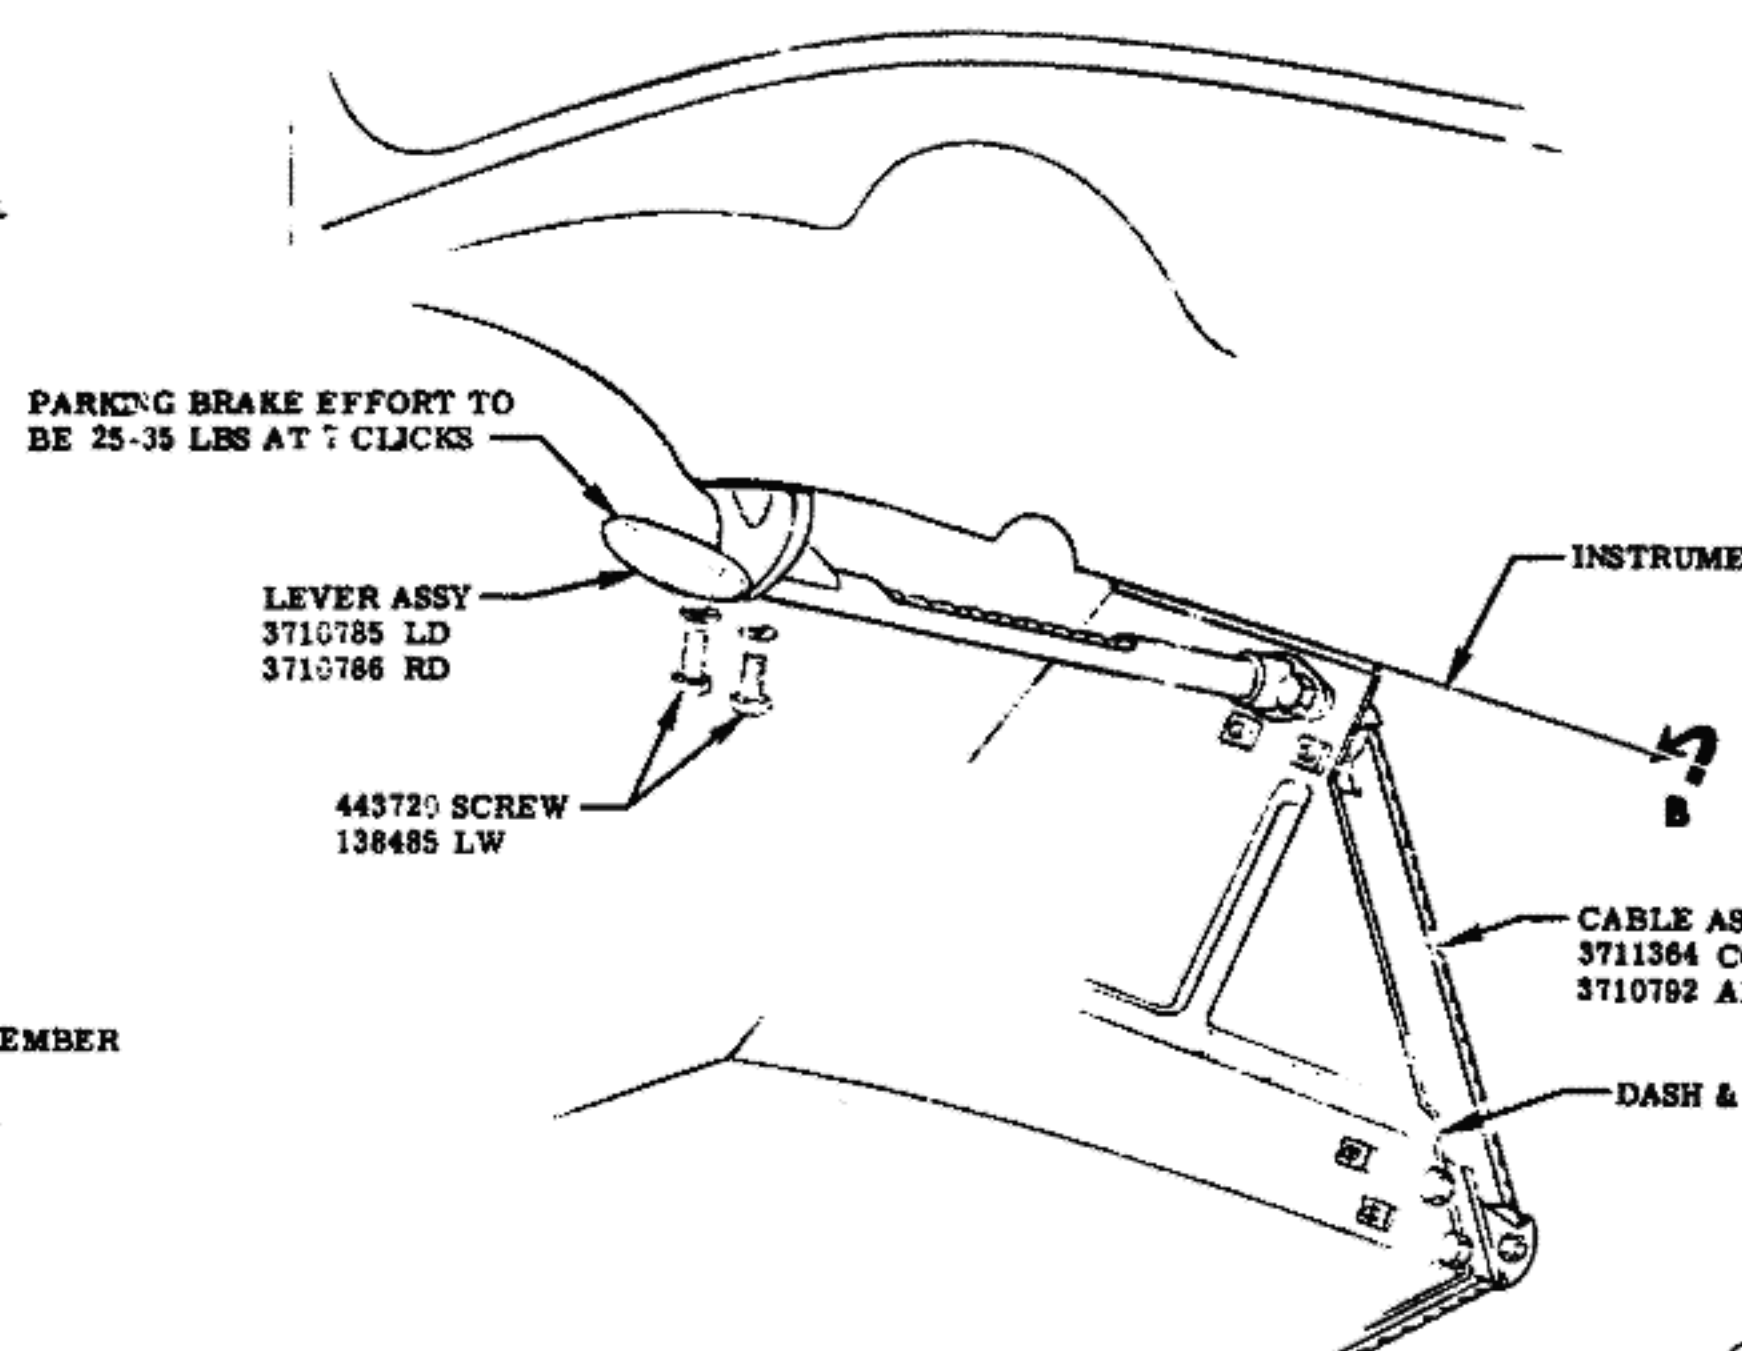 PARKING BRAKE EFFORT TO
BE 25-35 LBS AT 7 CLICKS
LEVER ASSY
3710785 LD
3710786 RD
443720 SCREW
138485 LW
INSTRUME
B
CABLE AS
3711364 C
3710792 A
EMBER
DASH &